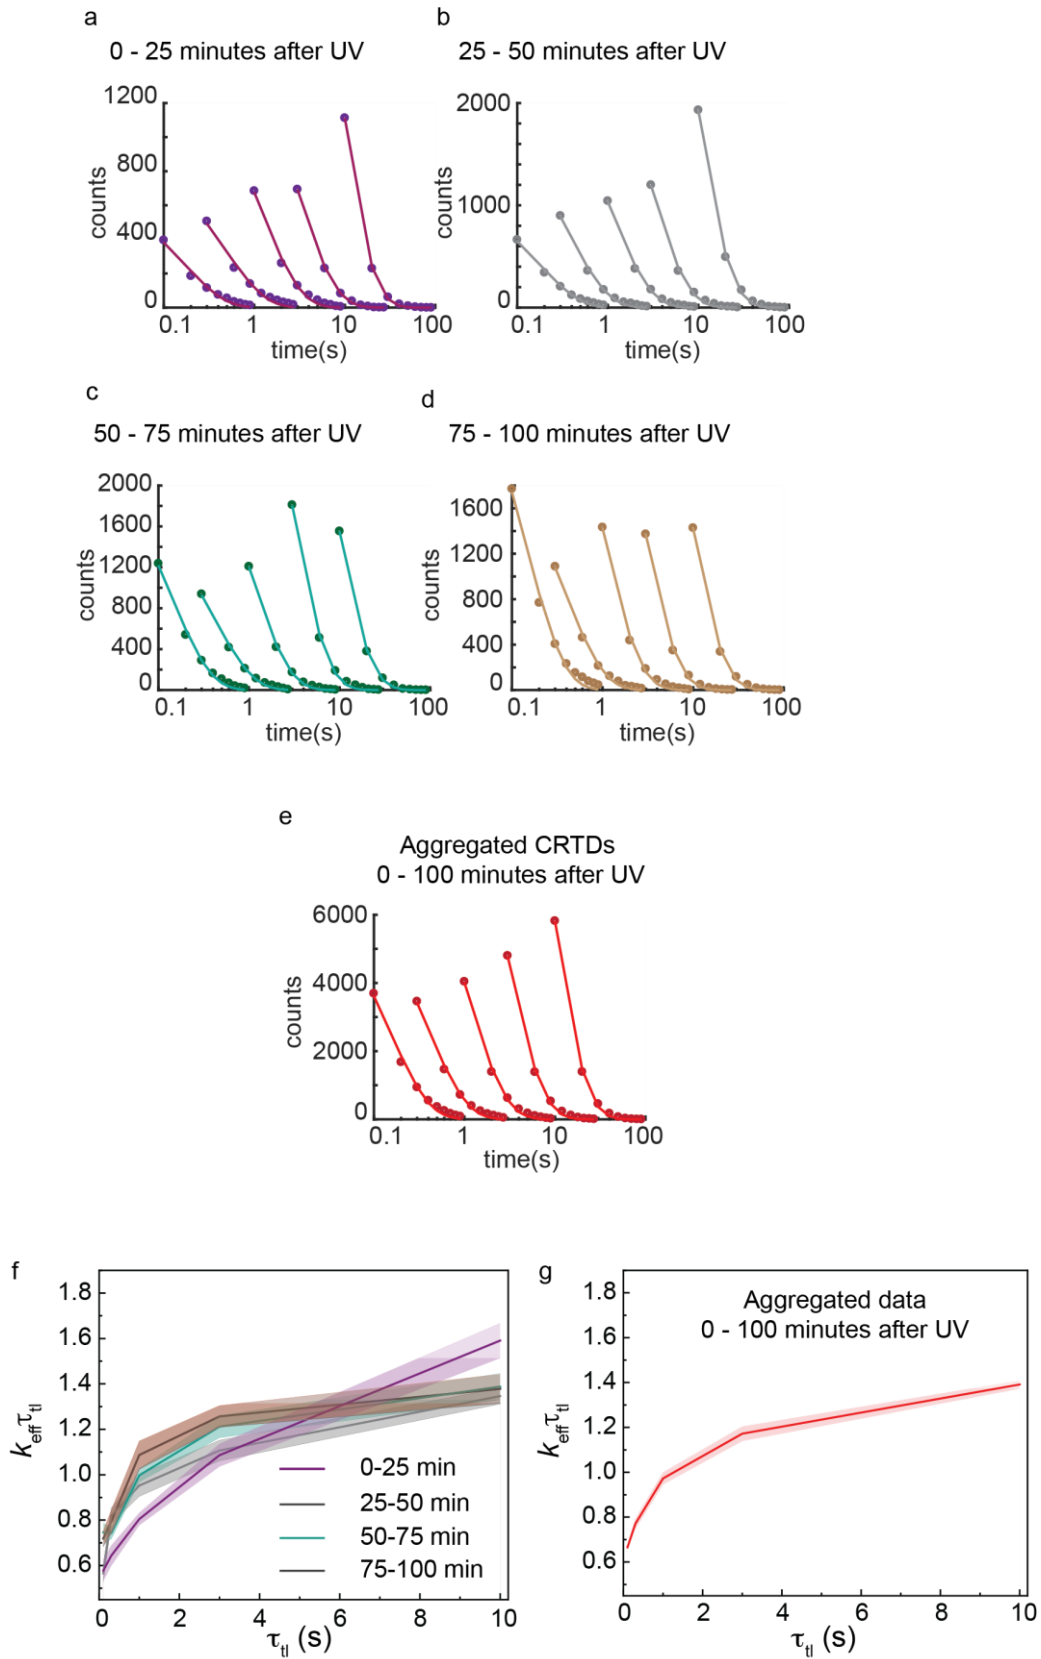 a
0 - 25 minutes after UV
1200
800
400
0
counts
0.1 1 10 100
time(s)
b
25 - 50 minutes after UV
2000
1000
0
counts
0.1 1 10 100
time(s)
c
50 - 75 minutes after UV
2000
1600
1200
800
400
0
counts
0.1 1 10 100
time(s)
d
75 - 100 minutes after UV
1600
1200
800
400
0
counts
0.1 1 10 100
time(s)
e
Aggregated CRTDs
0 - 100 minutes after UV
6000
4000
2000
0
counts
0.1 1 10 100
time(s)
f
1.8
1.6
1.4
1.2
1.0
0.8
0.6
keffτtl
0-25 min
25-50 min
50-75 min
75-100 min
0 2 4 6 8 10
τtl (s)
g
Aggregated data
0 - 100 minutes after UV
1.8
1.6
1.4
1.2
1.0
0.8
0.6
keffτtl
0 2 4 6 8 10
τtl (s)